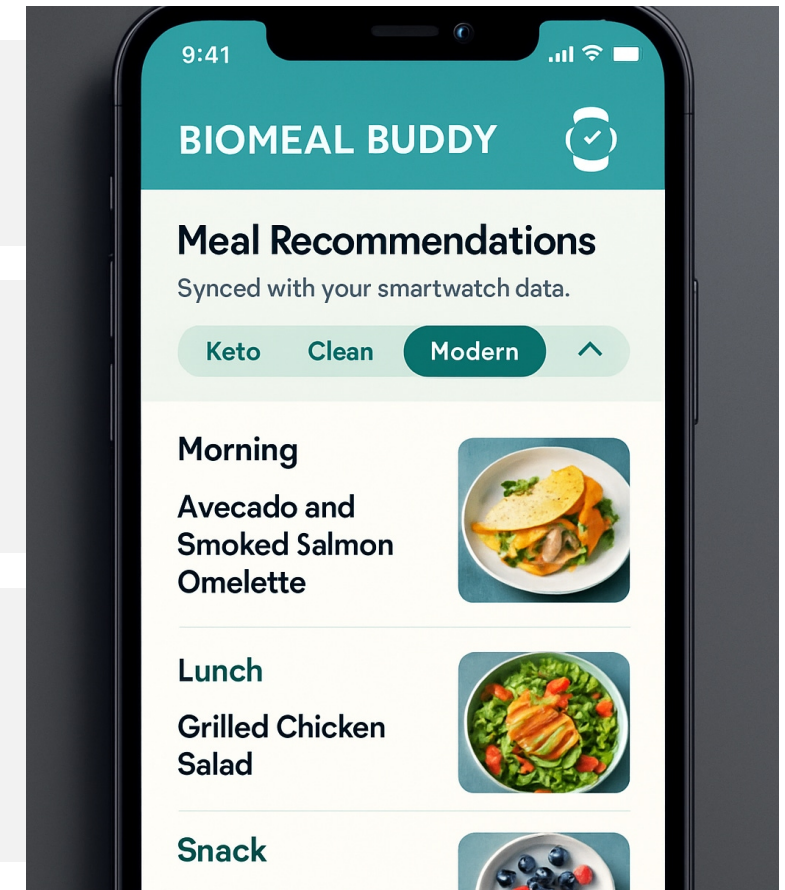 9:41
BIOMEAL BUDDY
Meal Recommendations
Synced with your smartwatch data.
Keto Clean Modern
Morning
Avecado and
Smoked Salmon
Omelette
Lunch
Grilled Chicken
Salad
Snack